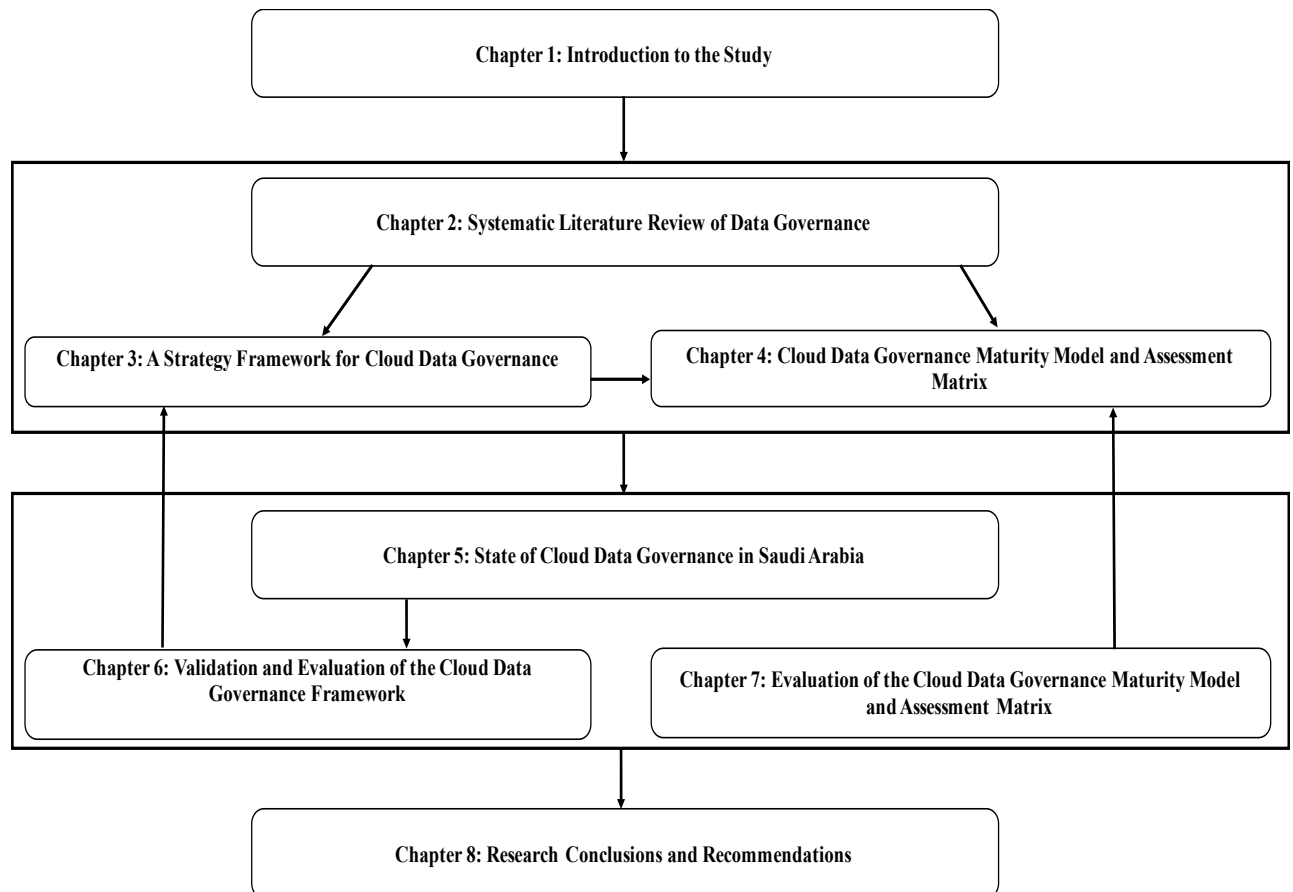 Chapter 1: Introduction to the Study
Chapter 2: Systematic Literature Review of Data Governance
Chapter 3: A Strategy Framework for Cloud Data Governance
Chapter 4: Cloud Data Governance Maturity Model and Assessment
Matrix
Chapter 5: State of Cloud Data Governance in Saudi Arabia
Chapter 6: Validation and Evaluation of the Cloud Data
Governance Framework
Chapter 7: Evaluation of the Cloud Data Governance Maturity Model
and Assessment Matrix
Chapter 8: Research Conclusions and Recommendations